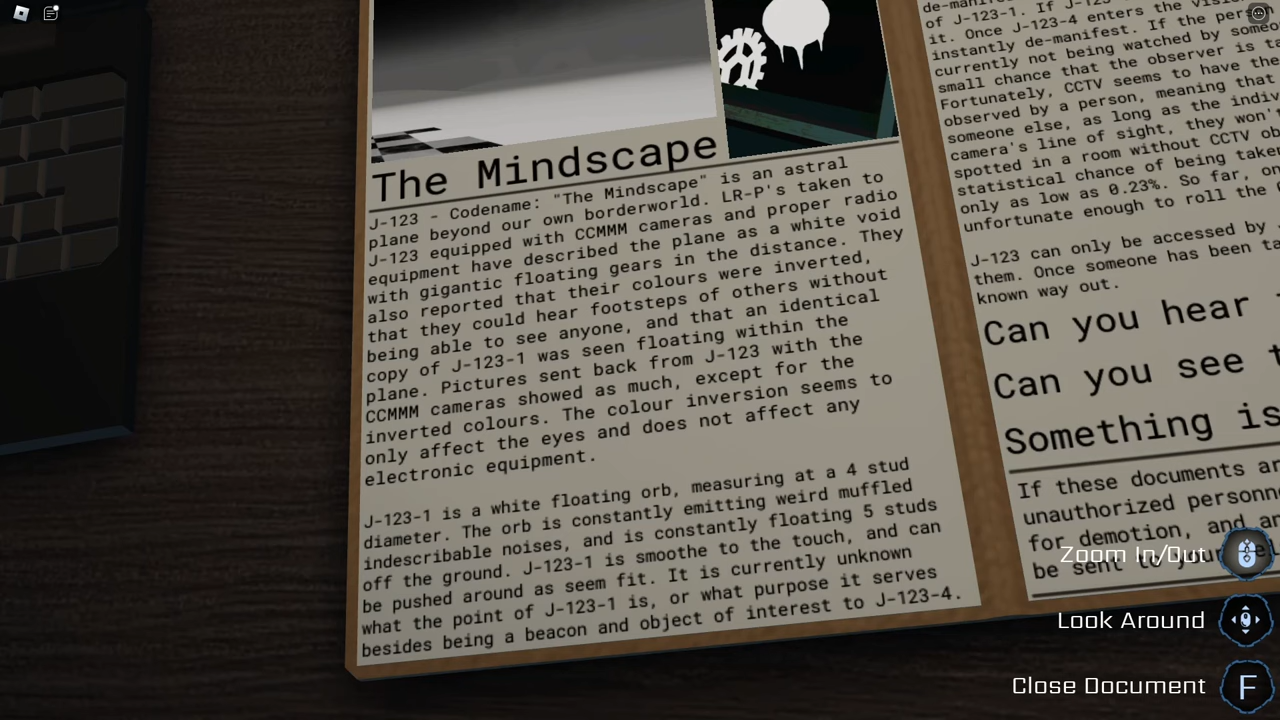 The Mindscape
J-123 - Codename: "The Mindscape" is an astral
plane beyond our own borderworld. LR-P's taken to
J-123 equipped with CCMMM cameras and proper radio
equipment have described the plane as a white void
with gigantic floating gears in the distance. They
also reported that their colours were inverted,
that they could hear footsteps of others without
being able to see anyone, and that an identical
copy of J-123-1 was seen floating within the
plane. Pictures sent back from J-123 with the
CCMMM cameras showed as much, except for the
inverted colours. The colour inversion seems to
only affect the eyes and does not affect any
electronic equipment.
J-123-1 is a white floating orb, measuring at a 4 stud
diameter. The orb is constantly emitting weird muffled
indescribable noises, and is constantly floating 5 studs
off the ground. J-123-1 is smoothe to the touch, and can
be pushed around as seem fit. It is currently unknown
what the point of J-123-1 is, or what purpose it serves
besides being a beacon and object of interest to J-123-4.
of J-123-1. If J-123-4 enters the
it. Once J-123-4 enters the
instantly de-manifest. If the person
currently not being watched by
small chance that the observer is
Fortunately, CCTV seems to have the
observed by a person, meaning that
someone else, as long as the
camera's line of sight, they won't
spotted in a room without CCTV
statistical chance of being taken
only as low as 0.23%. So far,
unfortunate enough to roll the
J-123 can only be accessed by
them. Once someone has been
known way out.
Can you hear
Can you see
Something is
If these documents
unauthorized
for demotion, and
be sent to your
Zoom In/Out
Look Around
Close Document
F